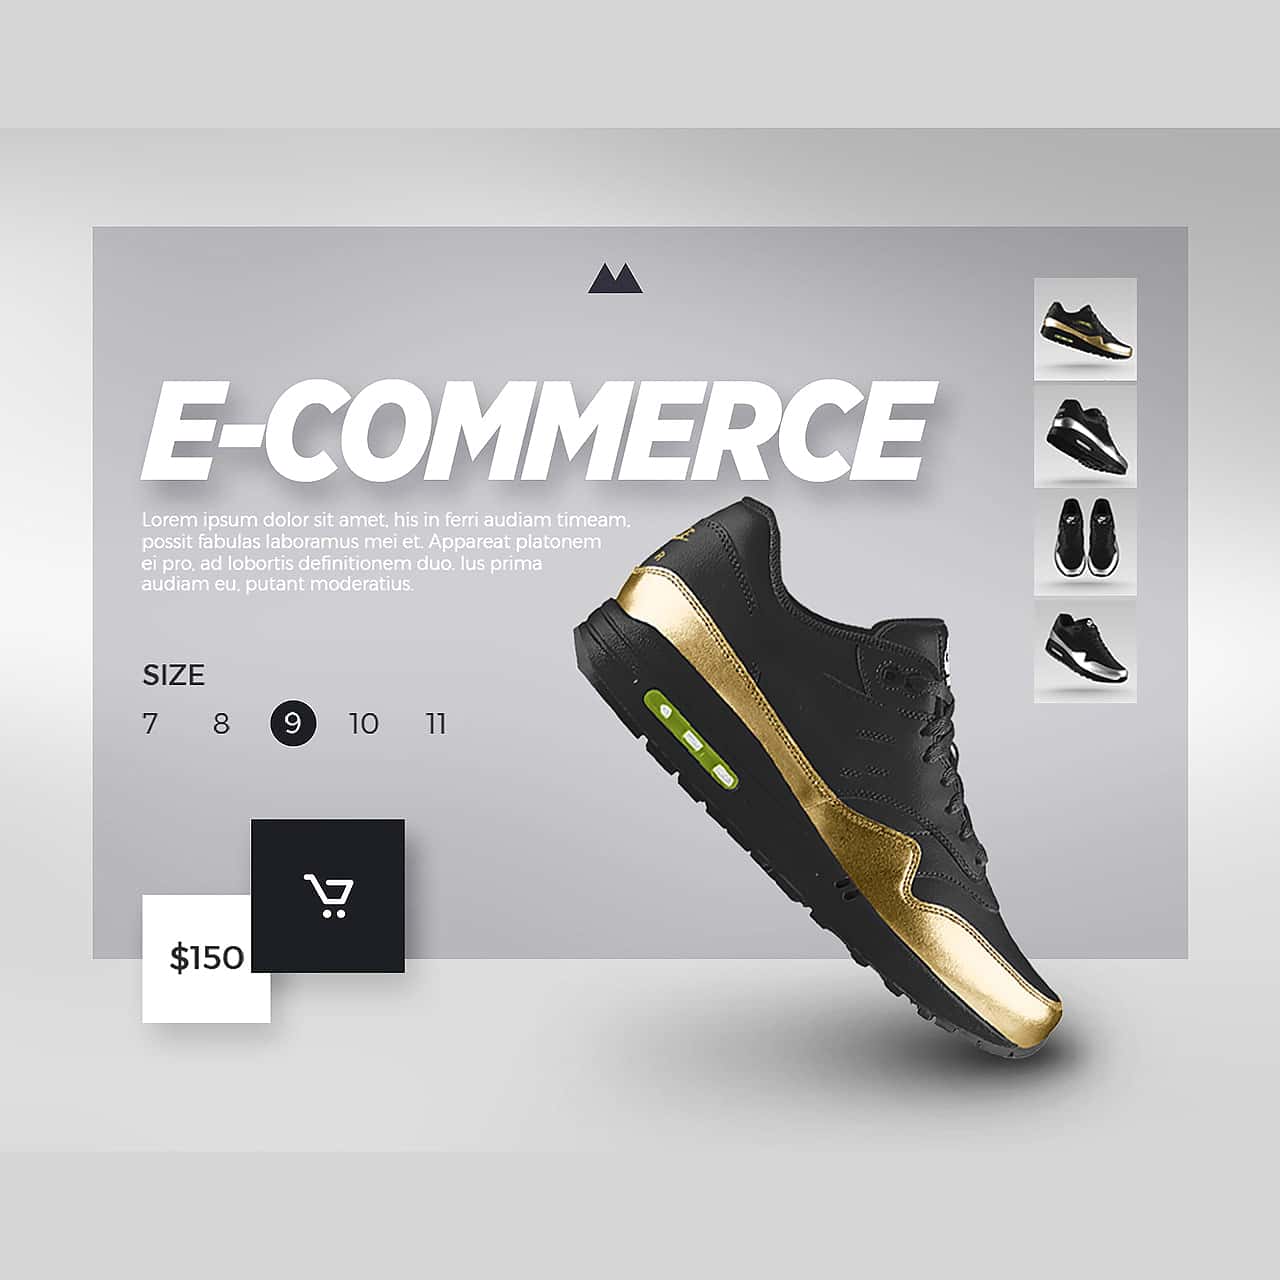 E-COMMERCE
Lorem ipsum dolor sit amet, his in ferri audiam timeam,
possit fabulas laboramus mei et. Appareat platonem
ei pro, ad lobortis definitionem duo. Ius prima
audiam eu, putant moderatius.
SIZE
7 8 9 10 11
$150